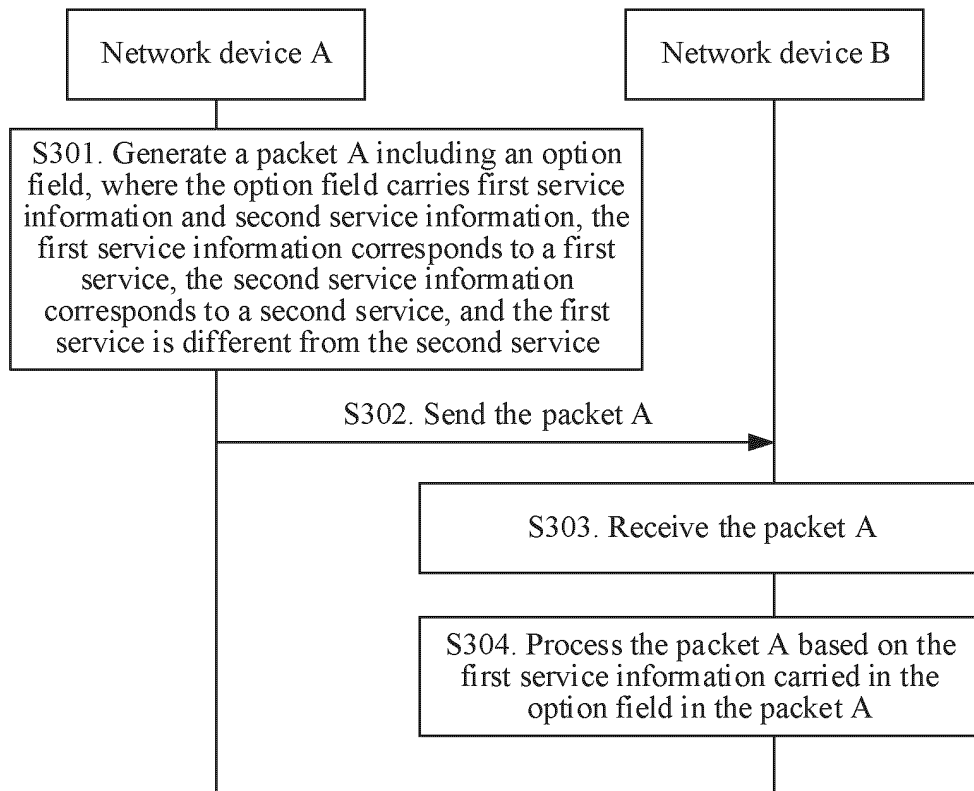 Network device A
Network device B
S301. Generate a packet A including an option
field, where the option field carries first service
information and second service information, the
first service information corresponds to a first
service, the second service information
corresponds to a second service, and the first
service is different from the second service
S302. Send the packet A
S303. Receive the packet A
S304. Process the packet A based on the
first service information carried in the
option field in the packet A